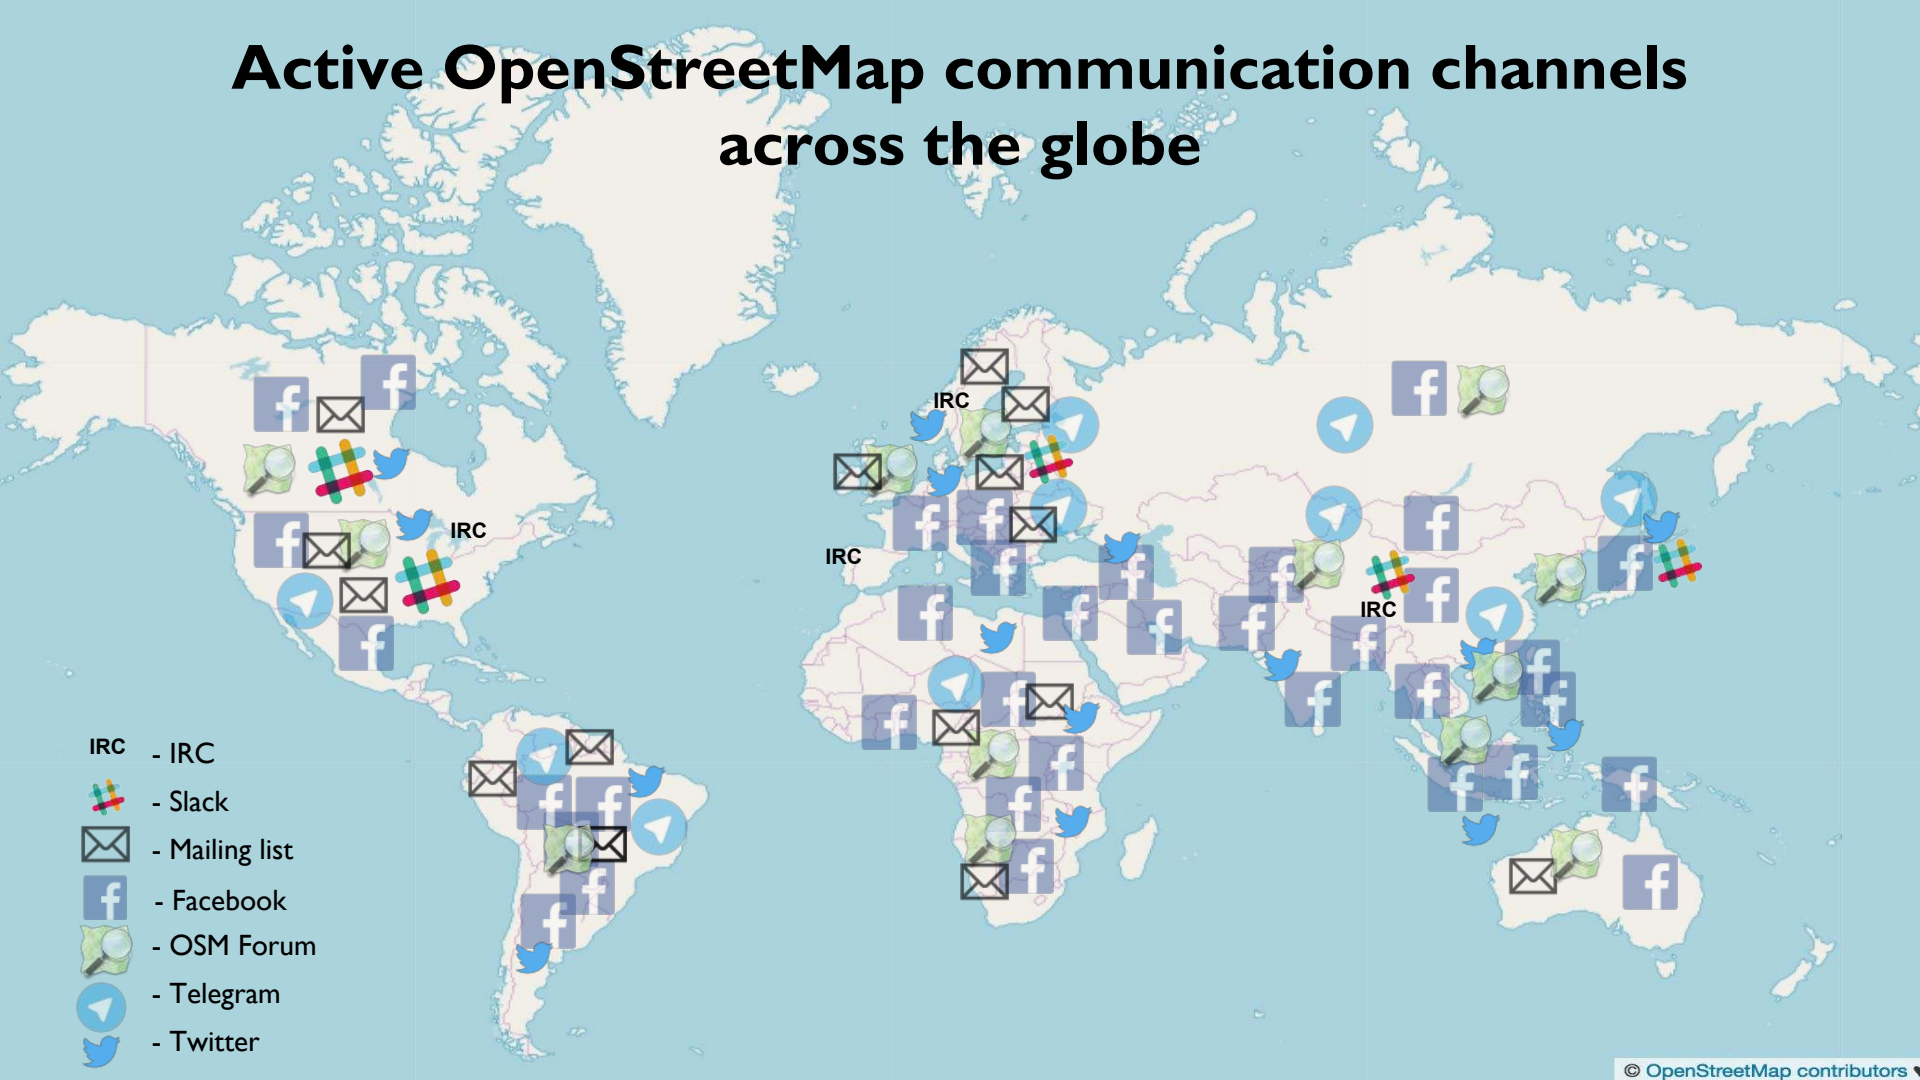 Active OpenStreetMap communication channels
across the globe
IRC
IRC
IRC
IRC
IRC - IRC
- Slack
- Mailing list
- Facebook
- OSM Forum
- Telegram
- Twitter
© OpenStreetMap contributors